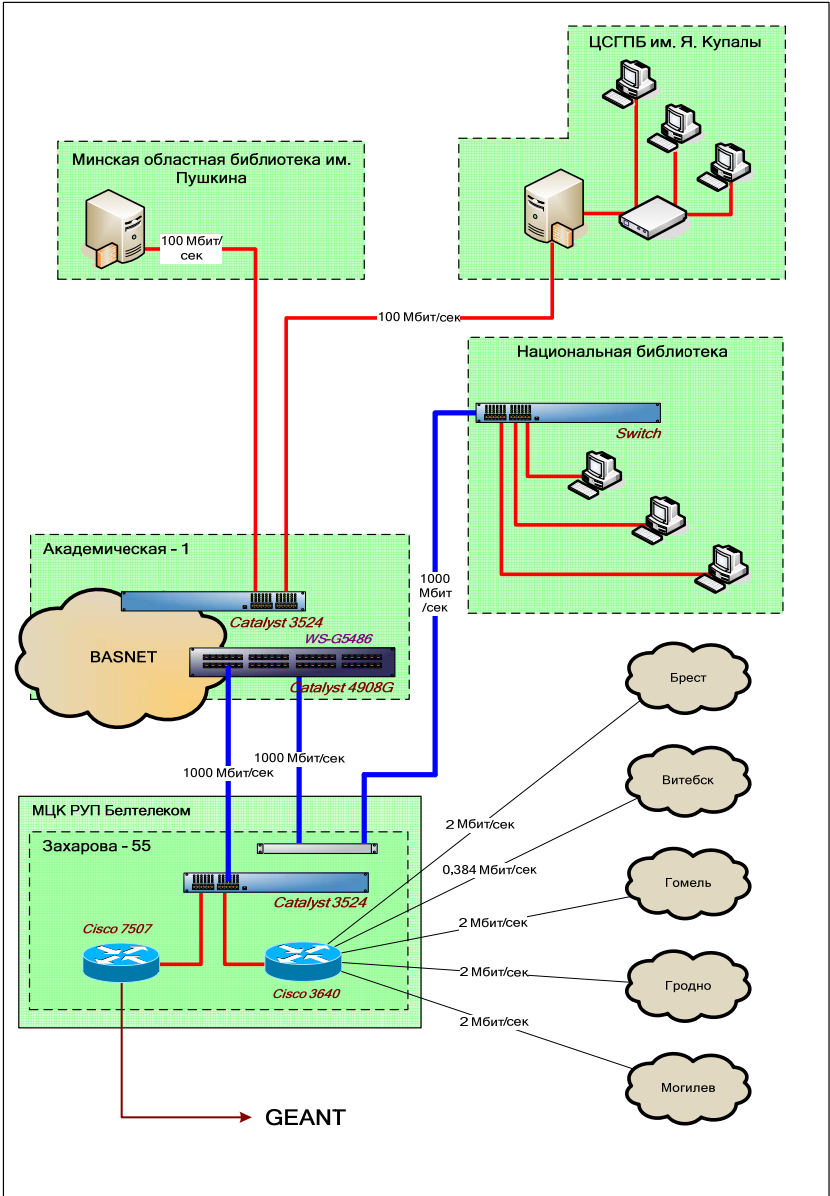 ЦСГПБ им. Я. Купалы
Минская областная библиотека им.
Пушкина
100 Мбит/
сек
100 Мбит/сек
Национальная библиотека
Switch
Академическая - 1
1000
Мбит
/сек
Catalyst 3524
WS-G5486
BASNET
Catalyst 4908G
Брест
1000 Мбит/сек
1000 Мбит/сек
Витебск
МЦК РУП Белтелеком
2 Мбит/сек
Захарова - 55
0,384 Мбит/сек
Гомель
Catalyst 3524
2 Мбит/сек
Cisco 7507
2 Мбит/сек
Гродно
Cisco 3640
2 Мбит/сек
Могилев
GEANT